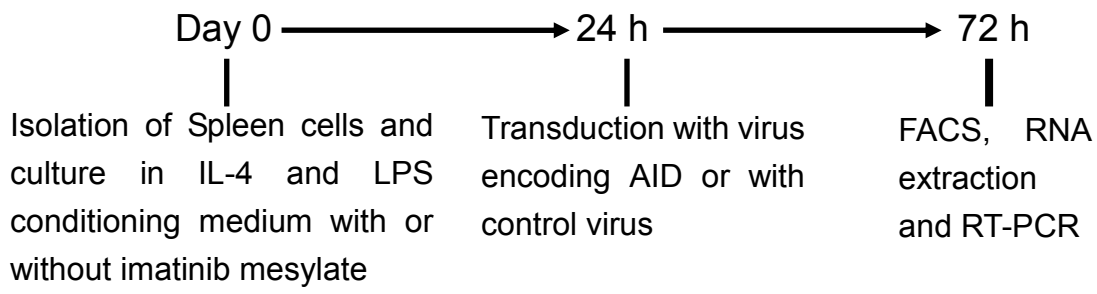 Day 0 24 h 72 h
Isolation of Spleen cells and
culture in IL-4 and LPS
conditioning medium with or
without imatinib mesylate
Transduction with virus
encoding AID or with
control virus
FACS, RNA
extraction
and RT-PCR